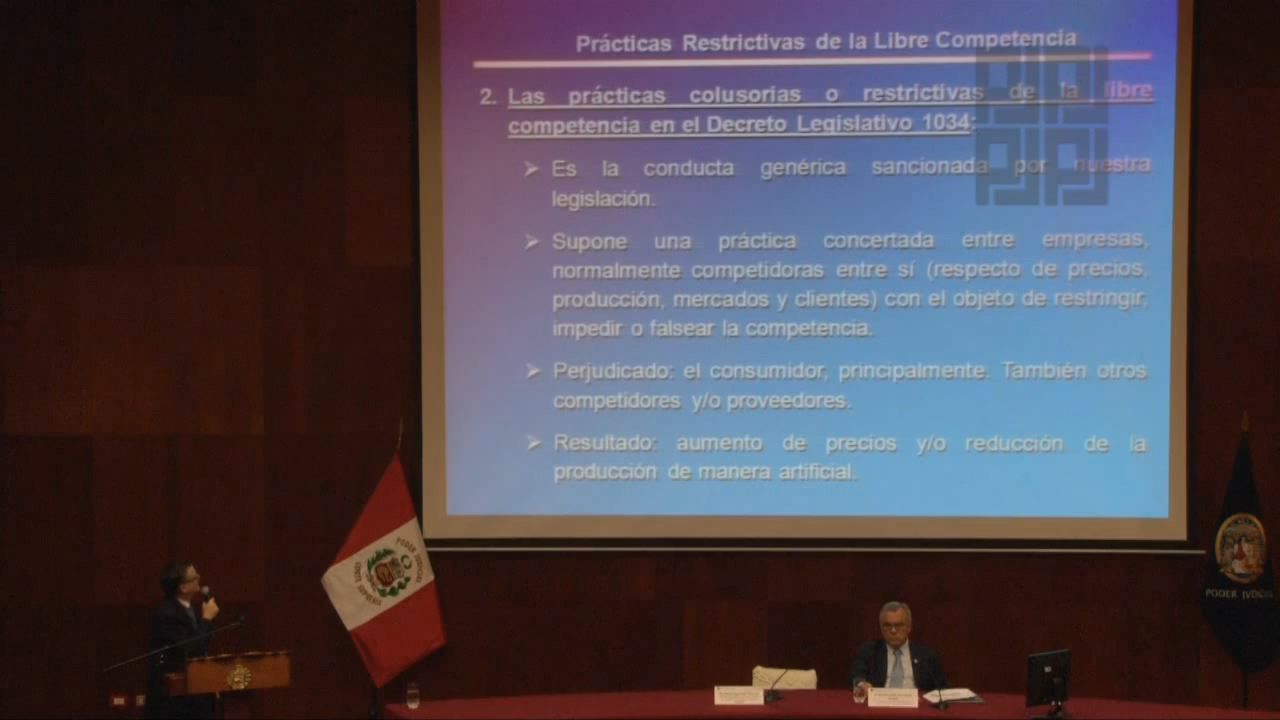 Prácticas Restrictivas de la Libre Competencia
2. Las prácticas colusorias o restrictivas de la libre
competencia en el Decreto Legislativo 1034:
➤ Es la conducta genérica sancionada por nuestra
legislación.
➤ Supone una práctica concertada entre empresas,
normalmente competidoras entre sí (respecto de precios,
producción, mercados y clientes) con el objeto de restringir,
impedir o falsear la competencia.
➤ Perjudicado: el consumidor, principalmente. También otros
competidores y/o proveedores.
➤ Resultado: aumento de precios y/o reducción de la
producción de manera artificial.
PODER JUDICIAL
PODER JVDICIAL